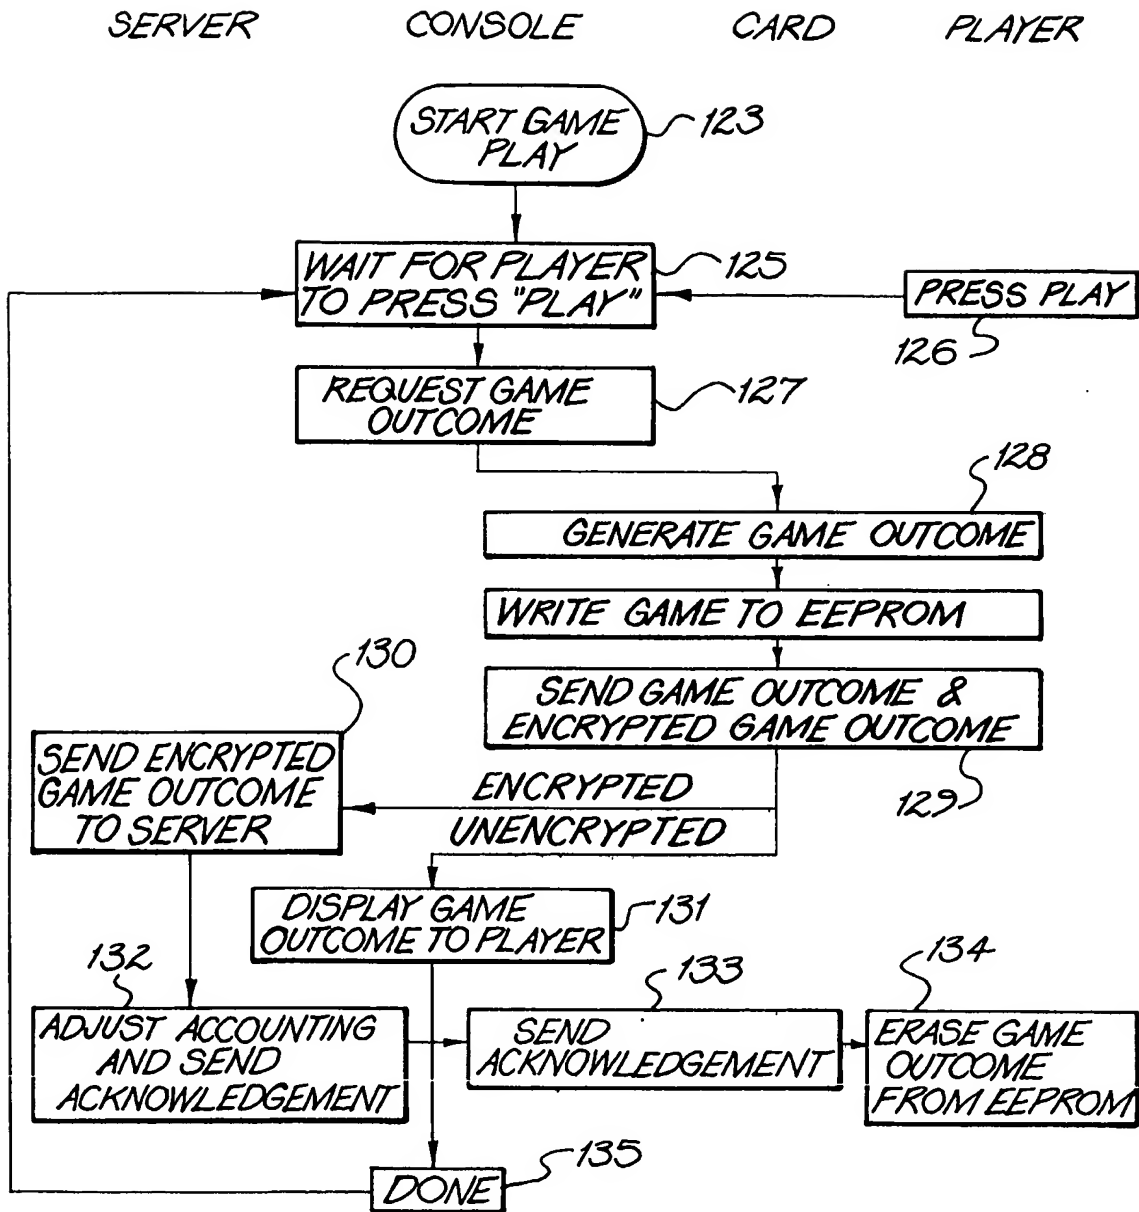 SERVER CONSOLE CARD PLAYER
START GAME
PLAY
123
WAIT FOR PLAYER
TO PRESS "PLAY"
125
PRESS PLAY
126
REQUEST GAME
OUTCOME
127
128
GENERATE GAME OUTCOME
WRITE GAME TO EEPROM
SEND GAME OUTCOME &
ENCRYPTED GAME OUTCOME
129
130
SEND ENCRYPTED
GAME OUTCOME
TO SERVER
ENCRYPTED
UNENCRYPTED
DISPLAY GAME
OUTCOME TO PLAYER
131
132
ADJUST ACCOUNTING
AND SEND
ACKNOWLEDGEMENT
133
SEND
ACKNOWLEDGEMENT
134
ERASE GAME
OUTCOME
FROM EEPROM
DONE
135